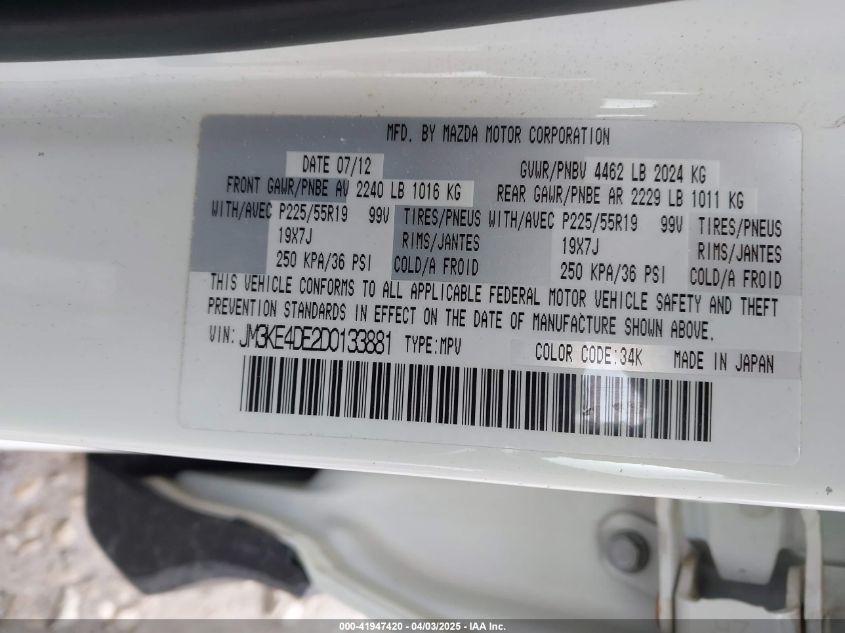 MFD. BY MAZDA MOTOR CORPORATION
DATE 07/12 GVWR/PNBV 4462 LB 2024 KG
FRONT GAWR/PNBE AV 2240 LB 1016 KG REAR GAWR/PNBE AR 2229 LB 1011 KG
WITH/AVEC P225/55R19 99V TIRES/PNEUS WITH/AVEC P225/55R19 99V TIRES/PNEUS
19X7J RIMS/JANTES 19X7J RIMS/JANTES
250 KPA/36 PSI COLD/A FROID 250 KPA/36 PSI COLD/A FROID
THIS VEHICLE CONFORMS TO ALL APPLICABLE FEDERAL MOTOR VEHICLE SAFETY AND THEFT
PREVENTION STANDARDS IN EFFECT ON THE DATE OF MANUFACTURE SHOWN ABOVE.
VIN: JM3KE4DE2D0133881 TYPE:MPV COLOR CODE:34K MADE IN JAPAN
000-41947420 - 04/03/2025 - IAA Inc.